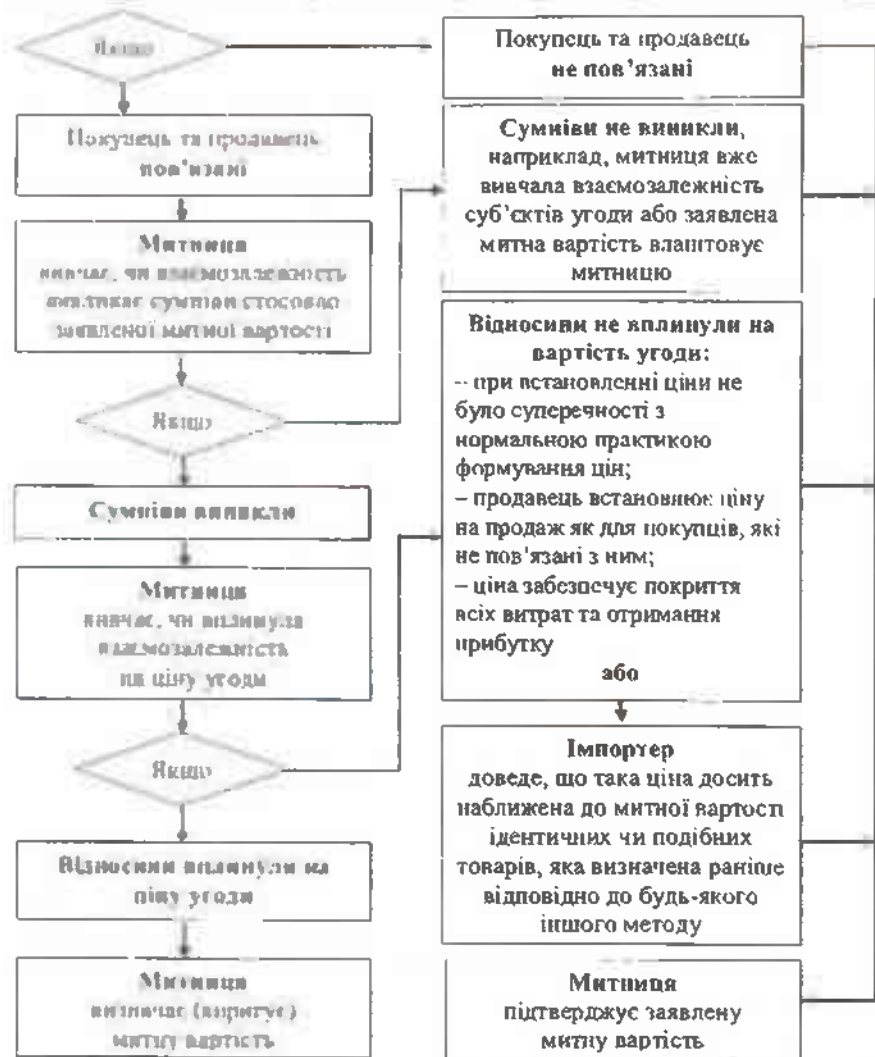 Якщо
Покупець та продавець
не пов'язані
Покупець та продавець
пов'язані
Сумніви не виникли,
наприклад, митниця вже
вивчала взаємозалежність
суб'єктів угоди або заявлена
митна вартість влаштовує
митницю
Митниця
вивчає, чи взаємозалежність
викликає сумніви стосовно
заявленої митної вартості
Якщо
Відносини не вплинули на
вартість угоди:
– при встановленні ціни не
було суперечності з
нормальною практикою
формування цін;
– продавець встановлює ціну
на продаж як для покупців, які
не пов'язані з ним;
– ціна забезпечує покриття
всіх витрат та отримання
прибутку
або
Сумніви виникли
Митниця
вивчає, чи вплинула
взаємозалежність
на ціну угоди
Якщо
Імпортер
доведе, що така ціна досить
наближена до митної вартості
ідентичних чи подібних
товарів, яка визначена раніше
відповідно до будь-якого
іншого методу
Відносини вплинули на
ціну угоди
Митниця
визначає (коригує)
митну вартість
Митниця
підтверджує заявлену
митну вартість